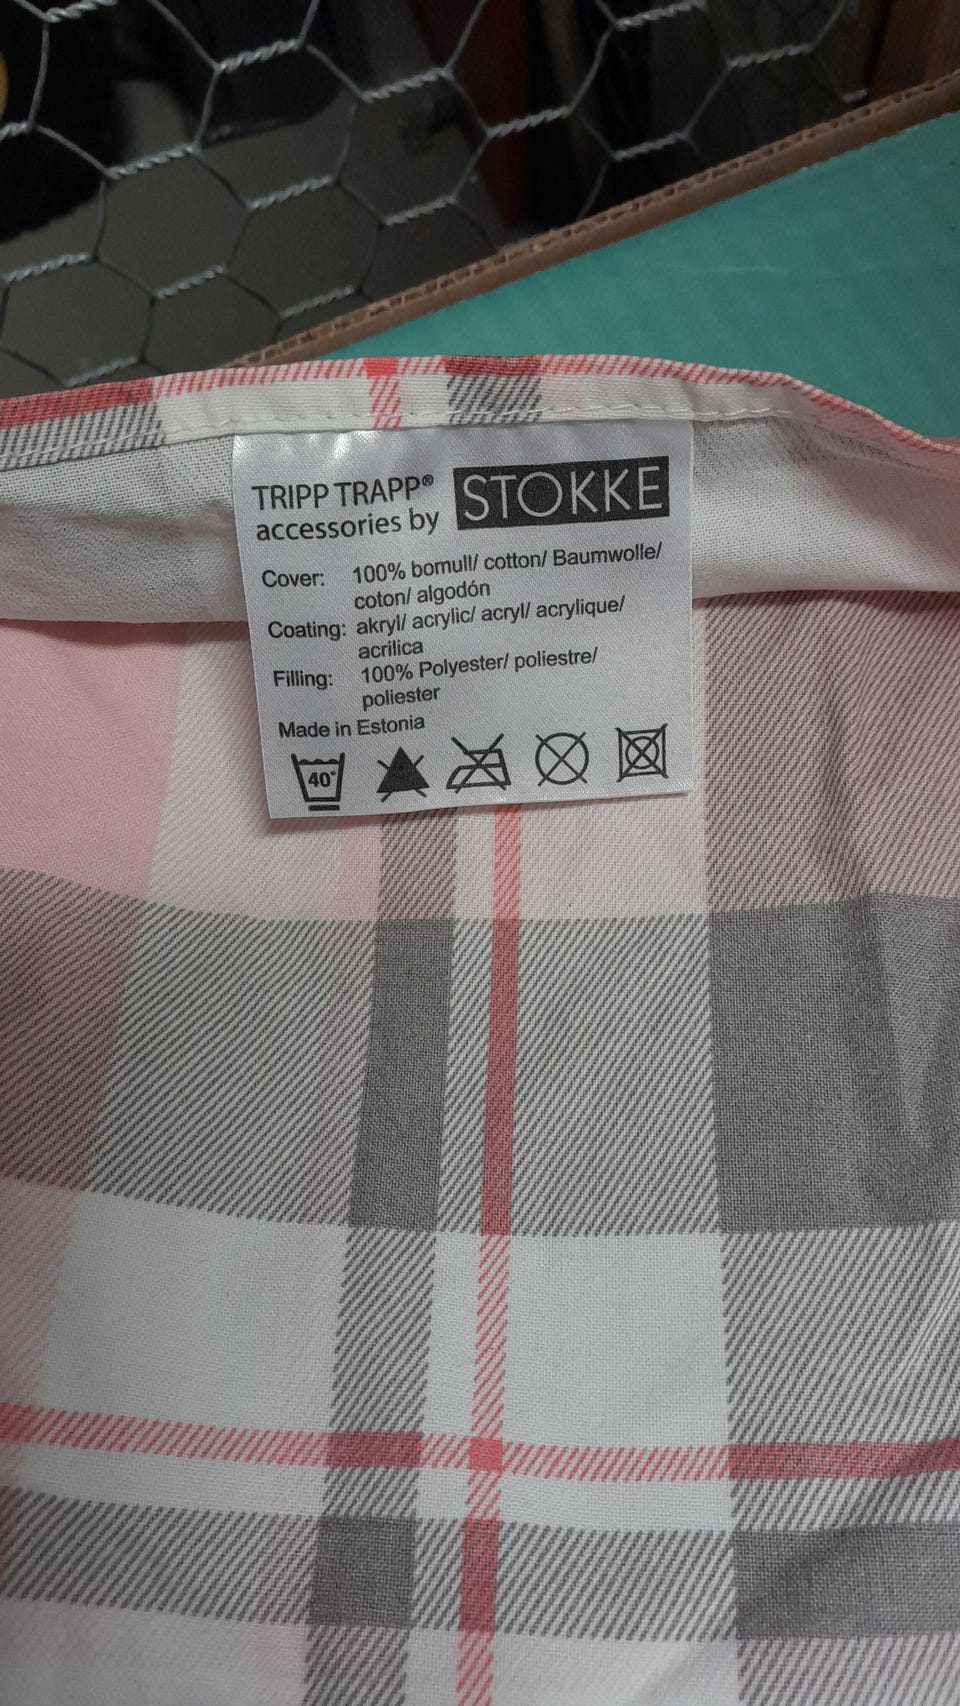 TRIPP TRAPP® STOKKE
accessories by
Cover: 100% bomull/ cotton/ Baumwolle/
coton/ algodón
Coating: akryl/ acrylic/ acryl/ acrylique/
acrilica
Filling: 100% Polyester/ poliestre/
poliester
Made in Estonia
40°